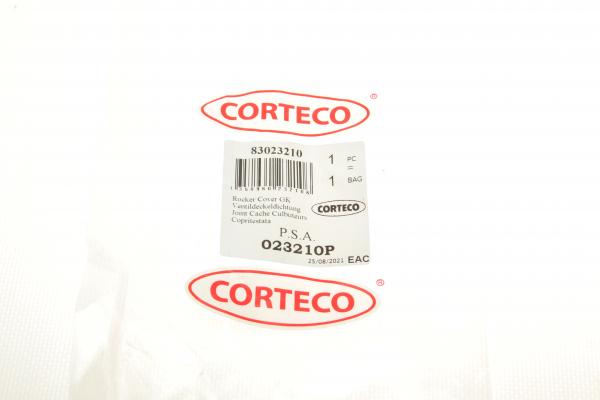 CORTECO®
83023210
1 PC
=
1 BAG
Rocker Cover GK
Ventildeckeldichtung
Joint Cache Culbuteurs
Copritestata
CORTECO
P.S.A.
023210P
25/08/2021 EAC
CORTECO®